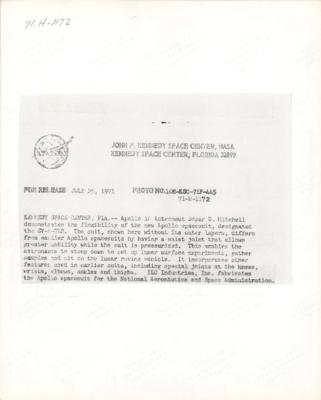 71-H-1172
JOHN F. KENNEDY SPACE CENTER, NASA
KENNEDY SPACE CENTER, FLORIDA 32899
FOR RELEASE JULY 25, 1971 PHOTO NO. 108-KSC-71P-445
71-H-1172
KENNEDY SPACE CENTER, FLA.-- Apollo 14 Astronaut Edgar D. Mitchell
demonstrates the flexibility of the new Apollo spacesuit, designated
the The suit, shown here without its outer layers, differs
from earlier Apollo spacesuits by having a waist joint that allows
greater mobility while the suit is pressurized. This enables the
astronauts to stoop down to set up lunar surface experiments, gather
samples and sit on the lunar roving vehicle. It incorporates other
features used in earlier suits, including special joints at the knees,
wrists, elbows, ankles and thighs. ILC Industries, Inc. fabricates
the Apollo spacesuit for the National Aeronautics and Space Administration.